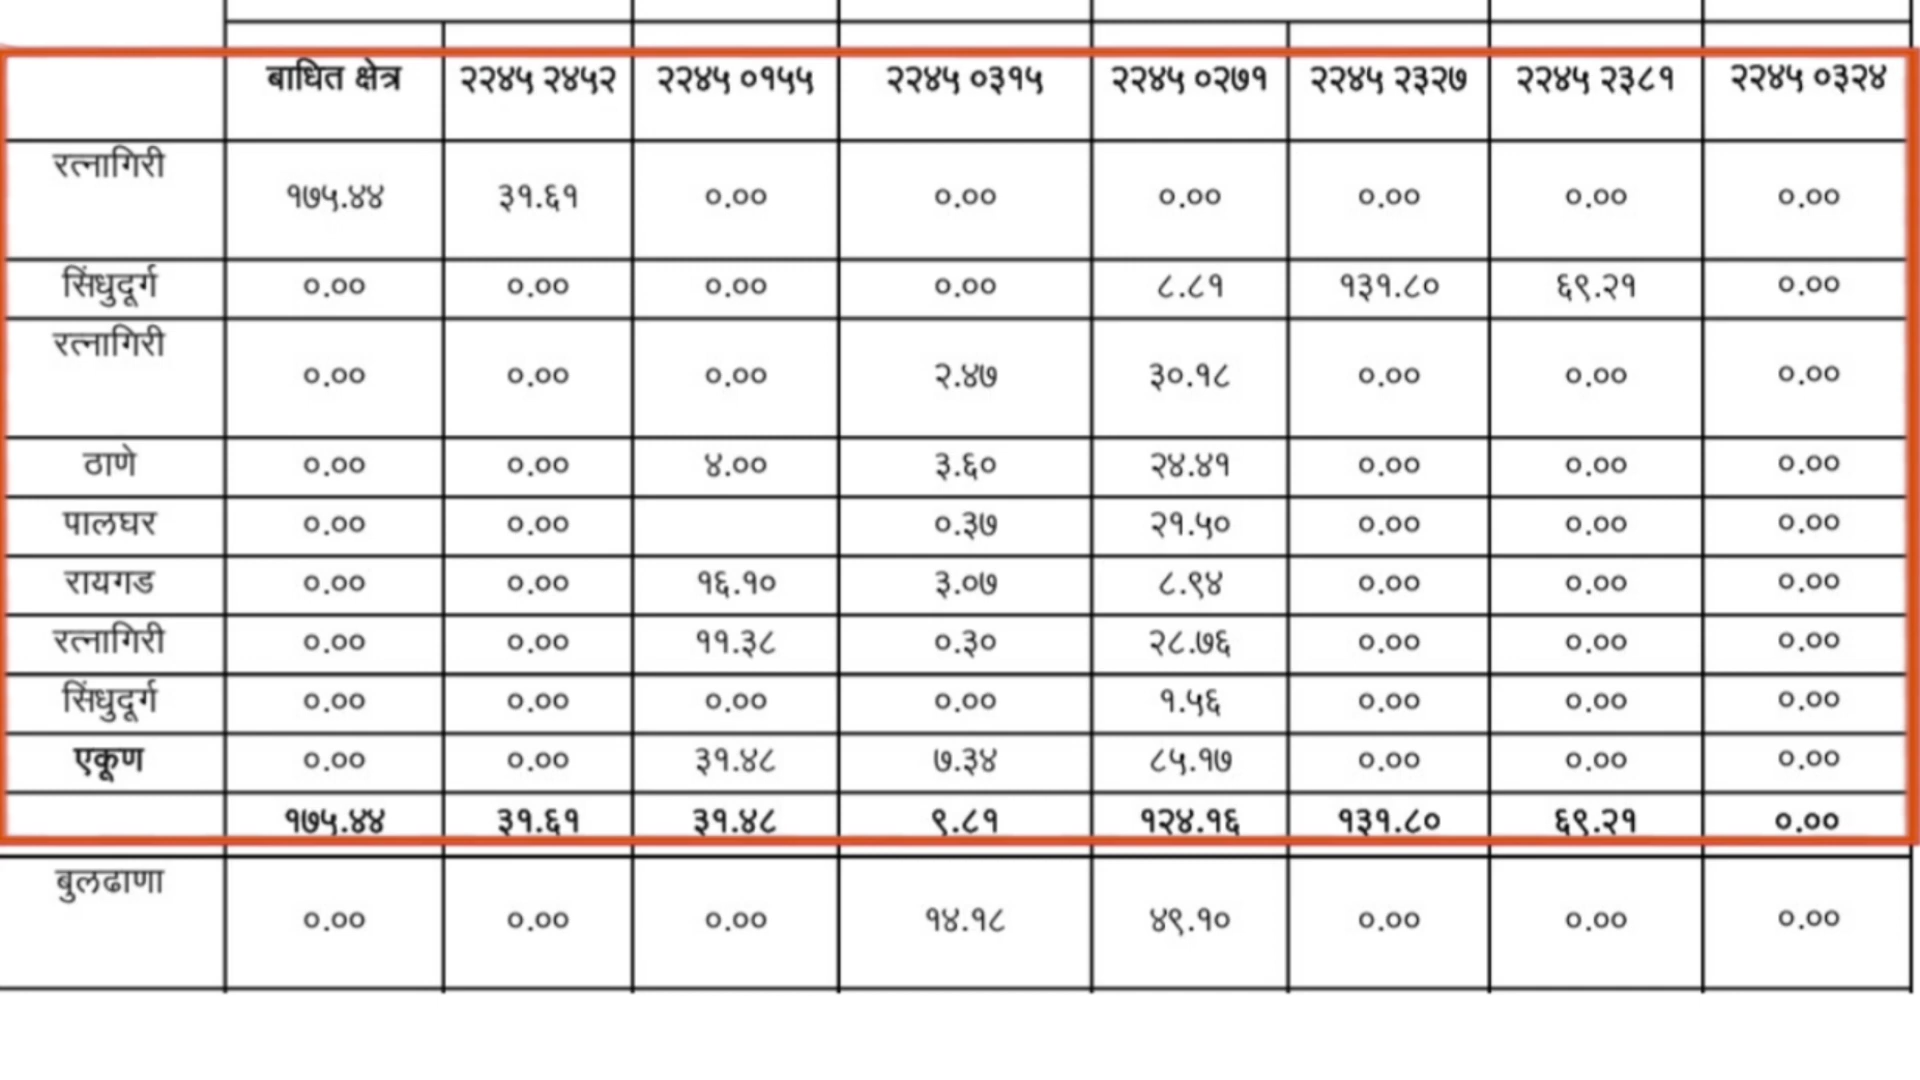 बाधित क्षेत्र २२४५ २४५२ २२४५ ०१५५ २२४५ ०३१५ २२४५ ०२७१ २२४५ २३२७ २२४५ २३८१ २२४५ ०३२४
रत्नागिरी १७५.४४ ३१.६१ ०.०० ०.०० ०.०० ०.०० ०.०० ०.००
सिंधुदूर्ग ०.०० ०.०० ०.०० ०.०० ८.८१ १३१.८० ६९.२१ ०.००
रत्नागिरी ०.०० ०.०० ०.०० २.४७ ३०.१८ ०.०० ०.०० ०.००
ठाणे ०.०० ०.०० ४.०० ३.६० २४.४१ ०.०० ०.०० ०.००
पालघर ०.०० ०.०० ०.३७ २१.५० ०.०० ०.०० ०.००
रायगड ०.०० ०.०० १६.१० ३.०७ ८.९४ ०.०० ०.०० ०.००
रत्नागिरी ०.०० ०.०० ११.३८ ०.३० २८.७६ ०.०० ०.०० ०.००
सिंधुदूर्ग ०.०० ०.०० ०.०० ०.०० १.५६ ०.०० ०.०० ०.००
एकूण ०.०० ०.०० ३१.४८ ७.३४ ८५.१७ ०.०० ०.०० ०.००
१७५.४४ ३१.६१ ३१.४८ ९.८१ १२४.१६ १३१.८० ६९.२१ ०.००
बुलढाणा ०.०० ०.०० ०.०० १४.१८ ४९.१० ०.०० ०.०० ०.००